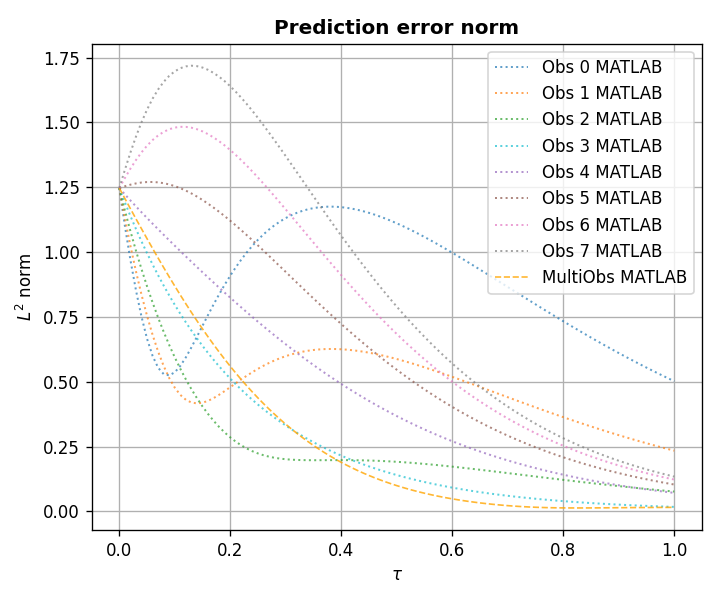 Prediction error norm
1.75
1.50
1.25
1.00
0.75
0.50
0.25
0.00
L² norm
Obs 0 MATLAB
Obs 1 MATLAB
Obs 2 MATLAB
Obs 3 MATLAB
Obs 4 MATLAB
Obs 5 MATLAB
Obs 6 MATLAB
Obs 7 MATLAB
MultiObs MATLAB
0.0 0.2 0.4 0.6 0.8 1.0
τ